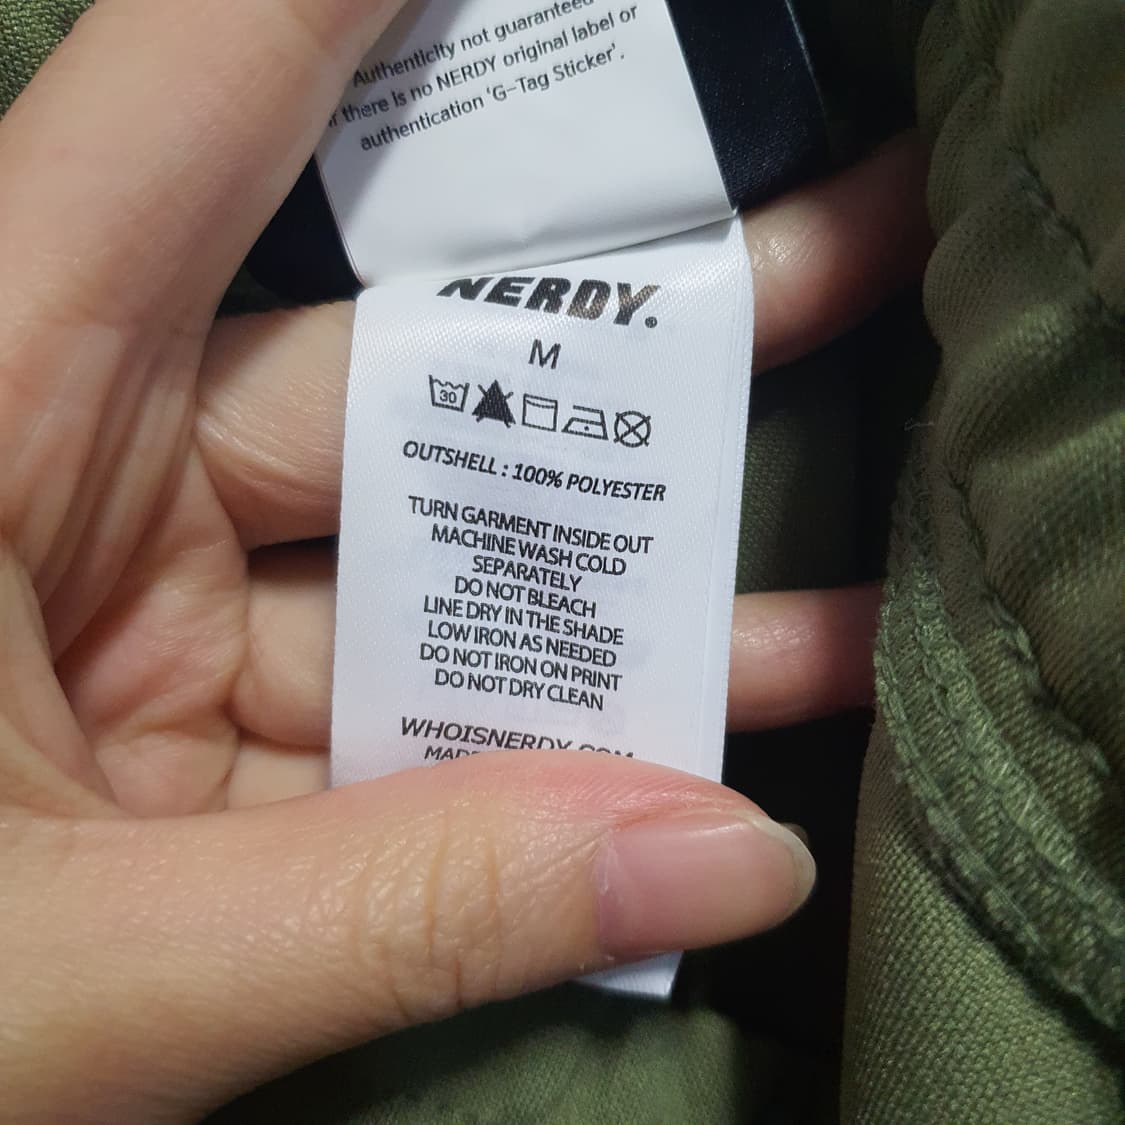 Authenticity not guaranteed
if there is no NERDY original label or
authentication 'G-Tag Sticker'.
NERDY.
M
30
OUTSHELL : 100% POLYESTER
TURN GARMENT INSIDE OUT
MACHINE WASH COLD
SEPARATELY
DO NOT BLEACH
LINE DRY IN THE SHADE
LOW IRON AS NEEDED
DO NOT IRON ON PRINT
DO NOT DRY CLEAN
WHOISNERDY.COM